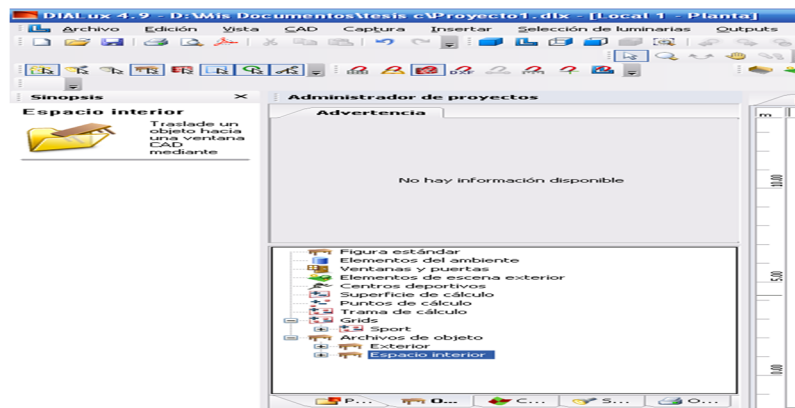 DIALux 4.9 - D:\Mis Documentos\tesis c\Proyecto1.dlx - [Local 1 - Planta]
Archivo Edición Vista CAD Captura Insertar Selección de luminarias Outputs
DXF
Sinopsis
Administrador de proyectos
Espacio interior
Traslade un
objeto hacia
una ventana
CAD
mediante
Advertencia
No hay información disponible
m
10.00
5.00
0.00
Figura estándar
Elementos del ambiente
Ventanas y puertas
Elementos de escena exterior
Centros deportivos
Superficie de cálculo
Puntos de cálculo
Trama de cálculo
Grids
Sport
Archivos de objeto
Exterior
Espacio interior
P... O... C... S... O...